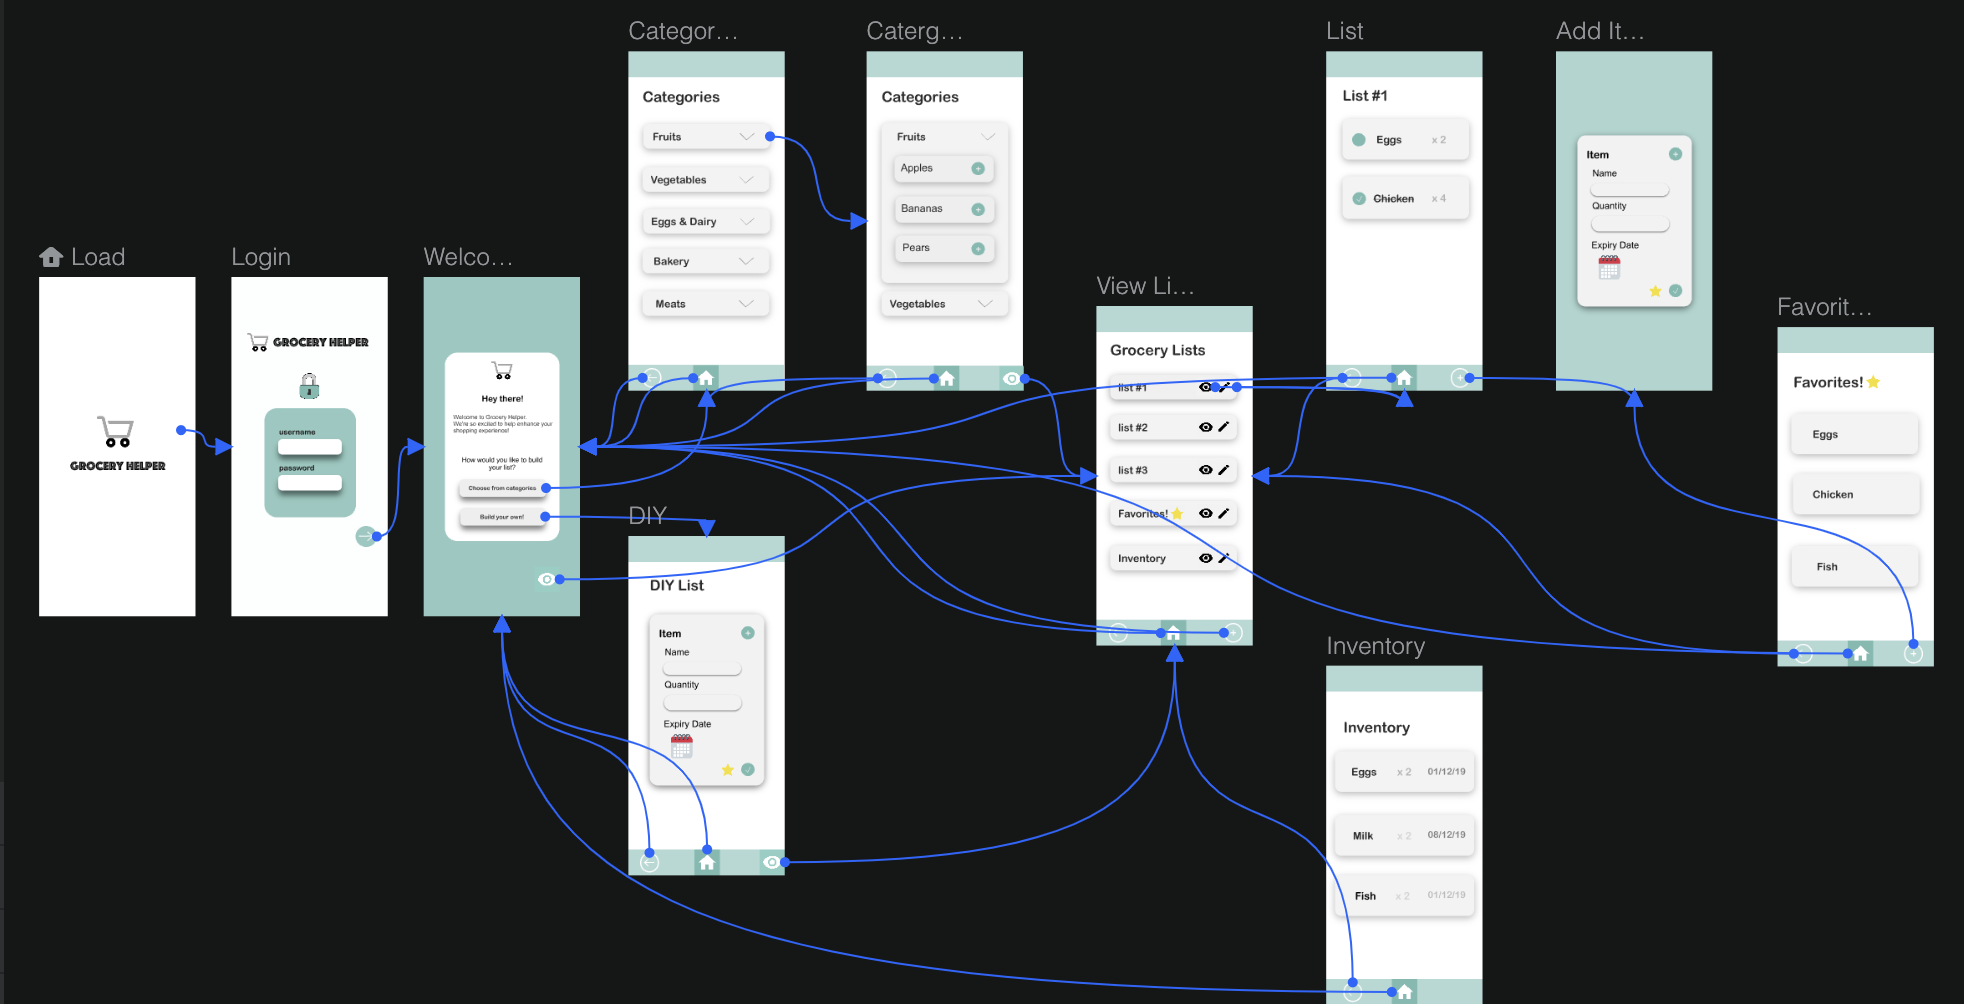 Load
GROCERY HELPER
Login
GROCERY HELPER
username
password
Welco...
Hey there!
Welcome to Grocery Helper.
We're so excited to help enhance your
shopping experience!
How would you like to build
your list?
Choose from categories
Build your own!
Categor...
Categories
Fruits
Vegetables
Eggs & Dairy
Bakery
Meats
Caterg...
Categories
Fruits
Apples
Bananas
Pears
Vegetables
DIY
DIY List
Item
Name
Quantity
Expiry Date
View Li...
Grocery Lists
list #1
list #2
list #3
Favorites!
Inventory
List
List #1
Eggs x 2
Chicken x 4
Add It...
Item
Name
Quantity
Expiry Date
Favorit...
Favorites!
Eggs
Chicken
Fish
Inventory
Inventory
Eggs x 2 01/12/19
Milk x 2 08/12/19
Fish x 2 01/12/19